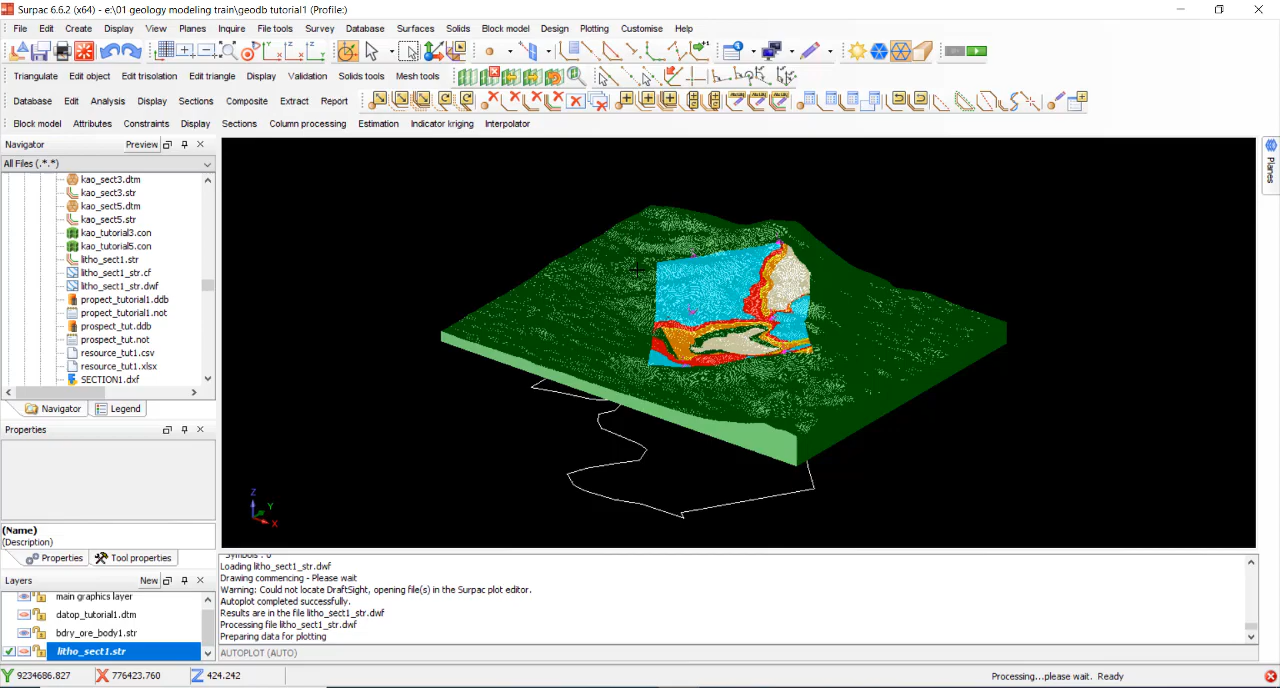 Surpac 6.6.2 (x64) - e:\01 geology modeling train\geodb tutorial1 (Profile:)
File Edit Create Display View Planes Inquire File tools Survey Database Surfaces Solids Block model Design Plotting Customise Help
Triangulate Edit object Edit trisolation Edit triangle Display Validation Solids tools Mesh tools
Database Edit Analysis Display Sections Composite Extract Report
Block model Attributes Constraints Display Sections Column processing Estimation Indicator kriging Interpolator
Navigator Preview
All Files (*.*)
kao_sect3.dtm
kao_sect3.str
kao_sect5.dtm
kao_sect5.str
kao_tutorial3.con
kao_tutorial5.con
litho_sect1.str
litho_sect1_str.cf
litho_sect1_str.dwf
propect_tutorial1.ddb
propect_tutorial1.not
prospect_tut.ddb
prospect_tut.not
resource_tut1.csv
resource_tut1.xlsx
SECTION1.dxf
Navigator Legend
Properties
(Name)
(Description)
Properties Tool properties
Layers New
main graphics layer
datop_tutorial1.dtm
bdry_ore_body1.str
litho_sect1.str
Planes
Z
Y
X
Symbols : 0
Loading litho_sect1_str.dwf
Drawing commencing - Please wait
Warning: Could not locate DraftSight, opening file(s) in the Surpac plot editor.
Autoplot completed successfully.
Results are in the file litho_sect1_str.dwf
Processing file litho_sect1_str.dwf
Preparing data for plotting
AUTOPLOT (AUTO)
Y 9234686.827 X 776423.760 Z 424.242 Processing...please wait. Ready